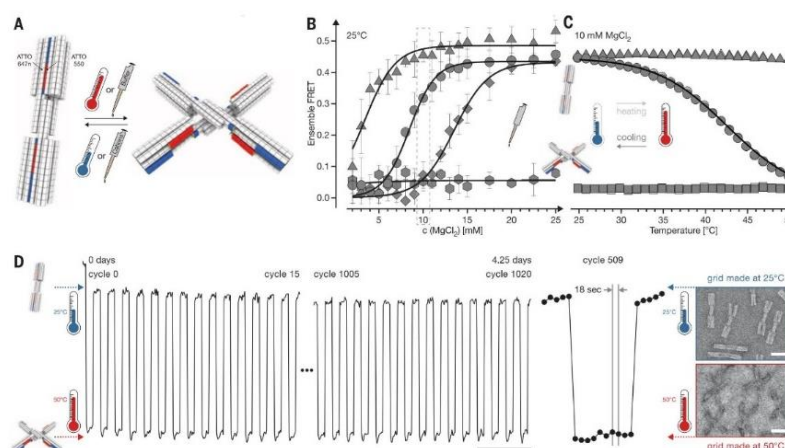 A
ATTO
647n
ATTO
550
or
Buffer
or
Cations
B
25°C
Ensemble FRET
0.5
0.4
0.3
0.2
0.1
0.0
5
10
15
20
25
c (MgCl2) [mM]
C
10 mM MgCl2
heating
cooling
25
30
35
40
45
50
Temperature [°C]
D
0 days
cycle 0
cycle 15
cycle 1005
4.25 days
cycle 1020
cycle 509
18 sec
25°C
50°C
•••
25°C
50°C
grid made at 25°C
grid made at 50°C